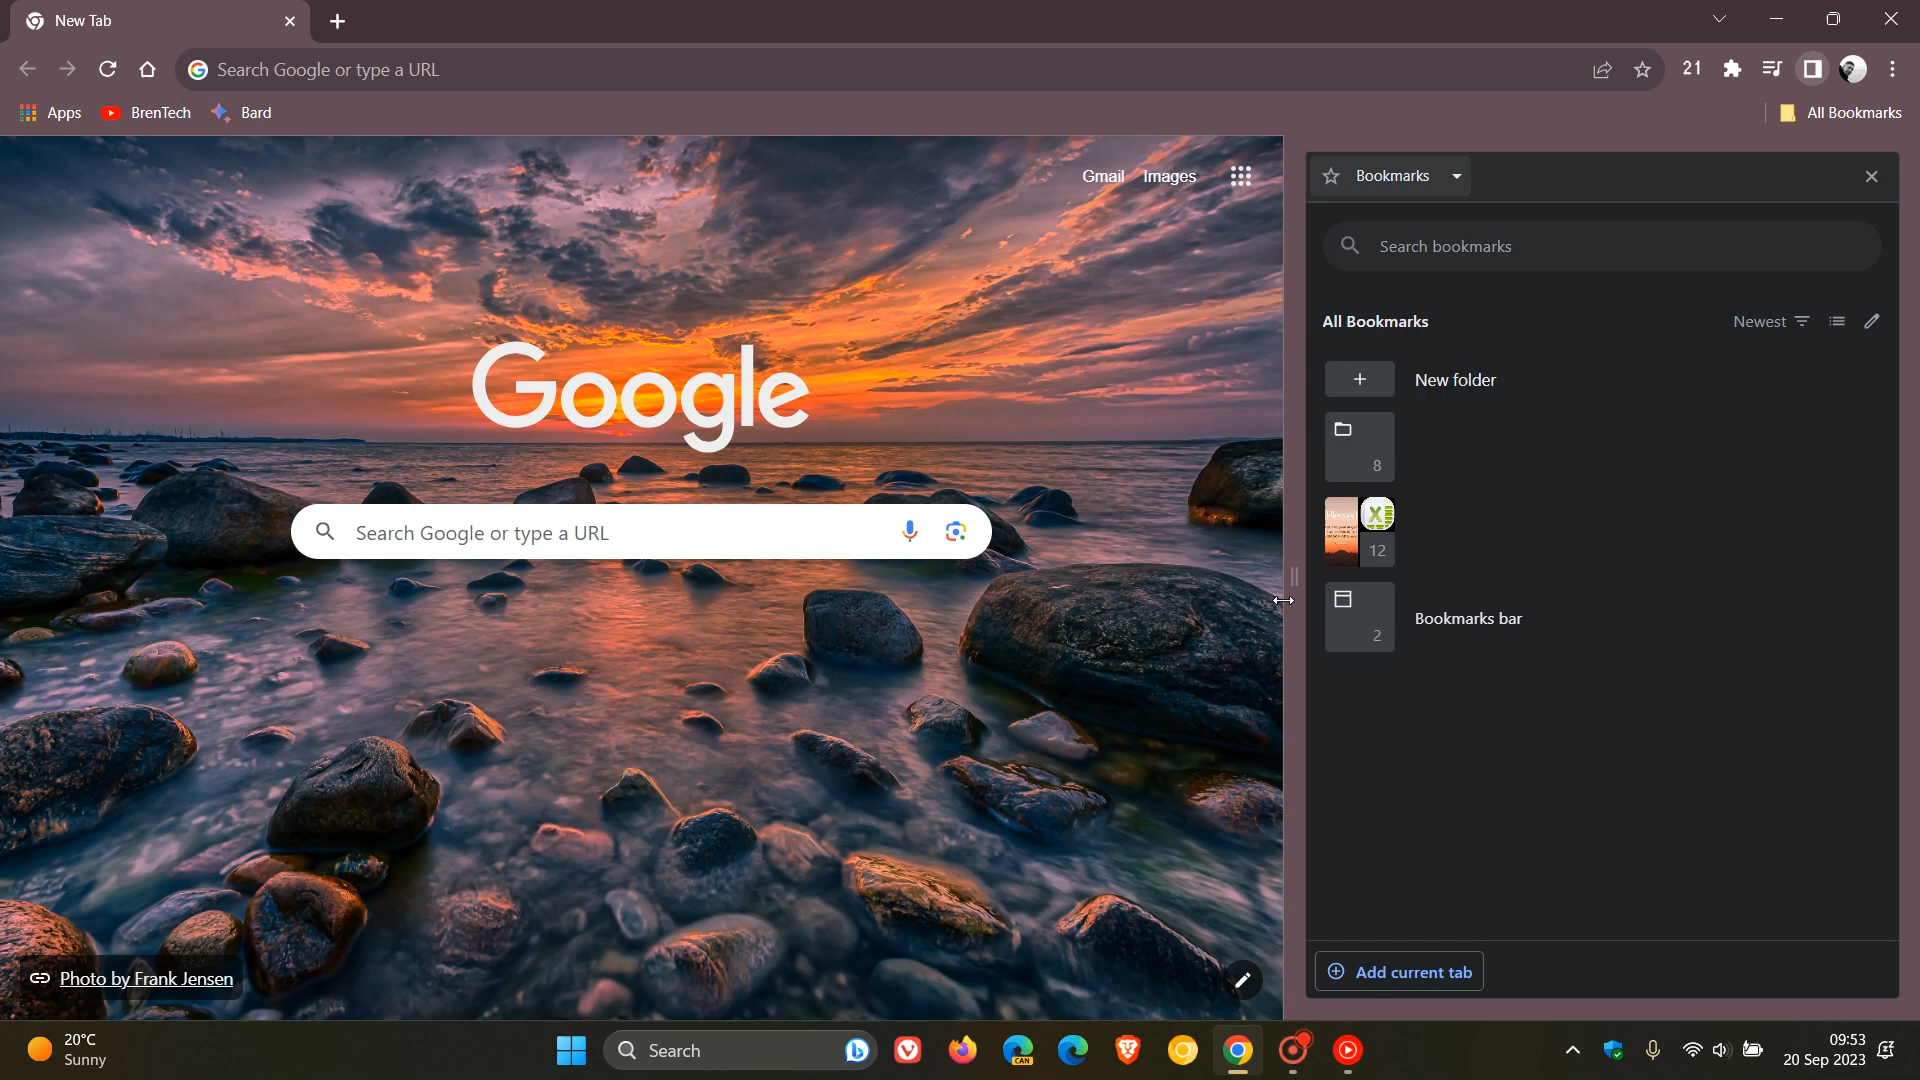 New Tab
Search Google or type a URL
21
Apps
BrenTech
Bard
All Bookmarks
Gmail
Images
Google
Search Google or type a URL
Photo by Frank Jensen
Bookmarks
Search bookmarks
All Bookmarks
Newest
New folder
8
12
Bookmarks bar
2
Add current tab
20°C
Sunny
Search
CAN
09:53
20 Sep 2023